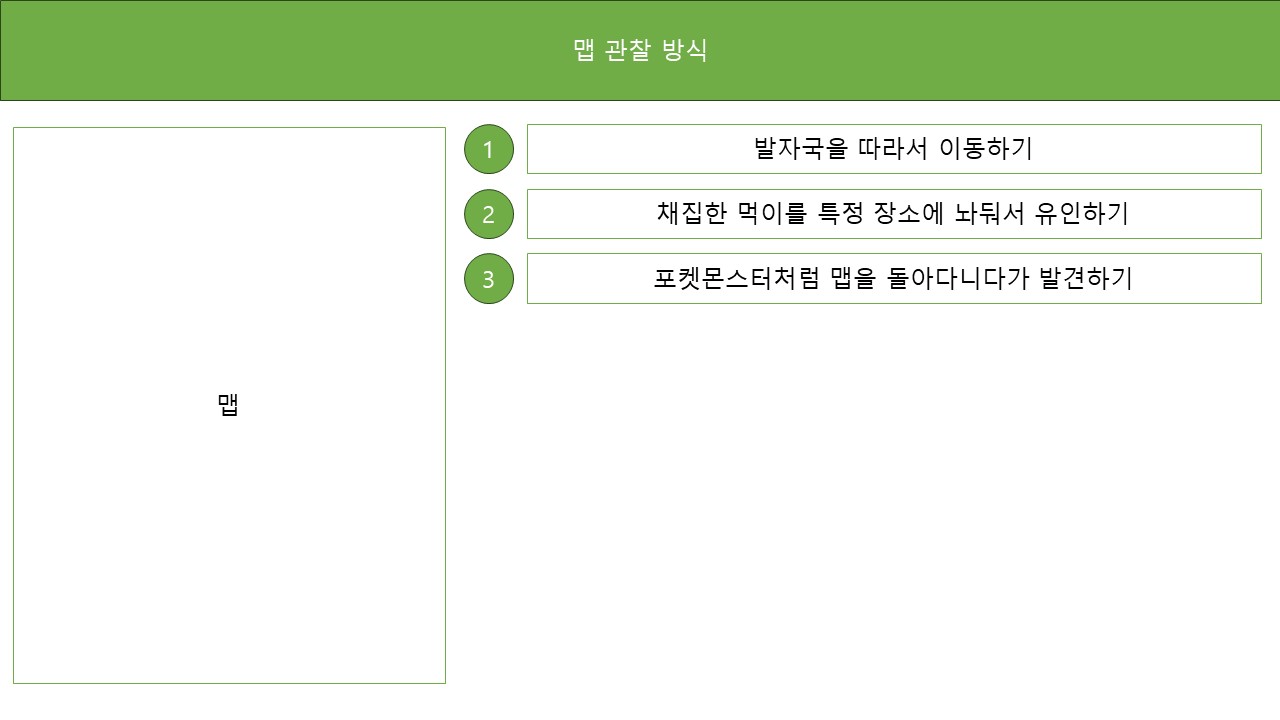 맵 관찰 방식
맵
1
발자국을 따라서 이동하기
2
채집한 먹이를 특정 장소에 놔둬서 유인하기
3
포켓몬스터처럼 맵을 돌아다니다가 발견하기